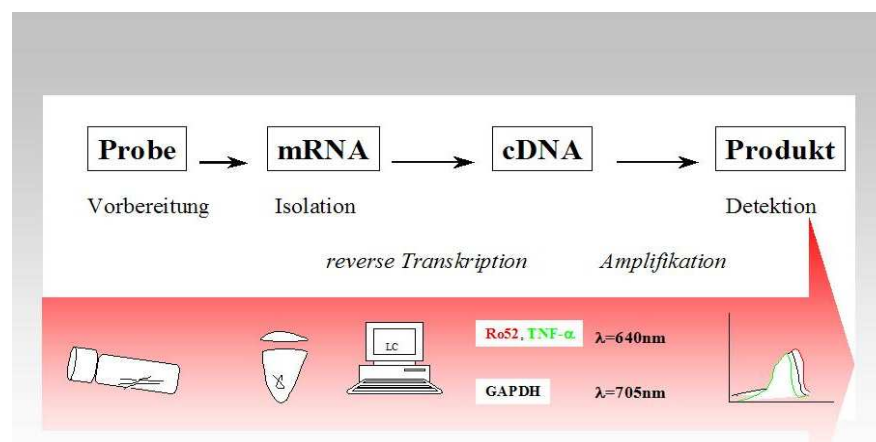 Probe mRNA cDNA Produkt
Vorbereitung Isolation Detektion
reverse Transkription Amplifikation
LC
Ro52, TNF-α λ=640nm
GAPDH λ=705nm